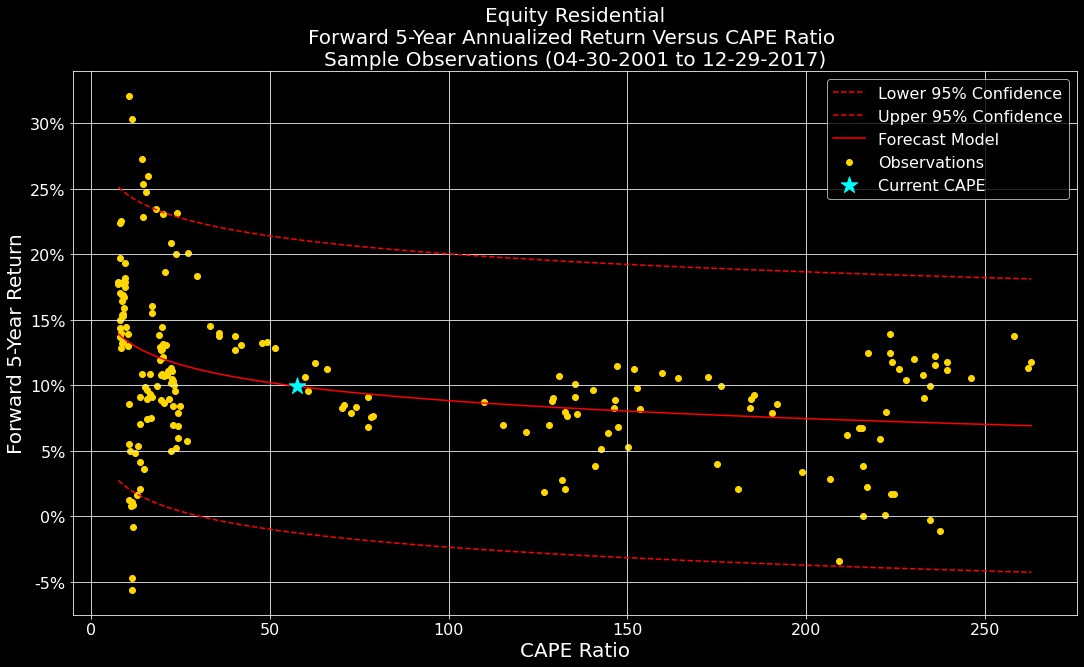 Equity Residential
Forward 5-Year Annualized Return Versus CAPE Ratio
Sample Observations (04-30-2001 to 12-29-2017)
Lower 95% Confidence
Upper 95% Confidence
Forecast Model
Observations
Current CAPE
Forward 5-Year Return
30%
25%
20%
15%
10%
5%
0%
-5%
0 50 100 150 200 250
CAPE Ratio